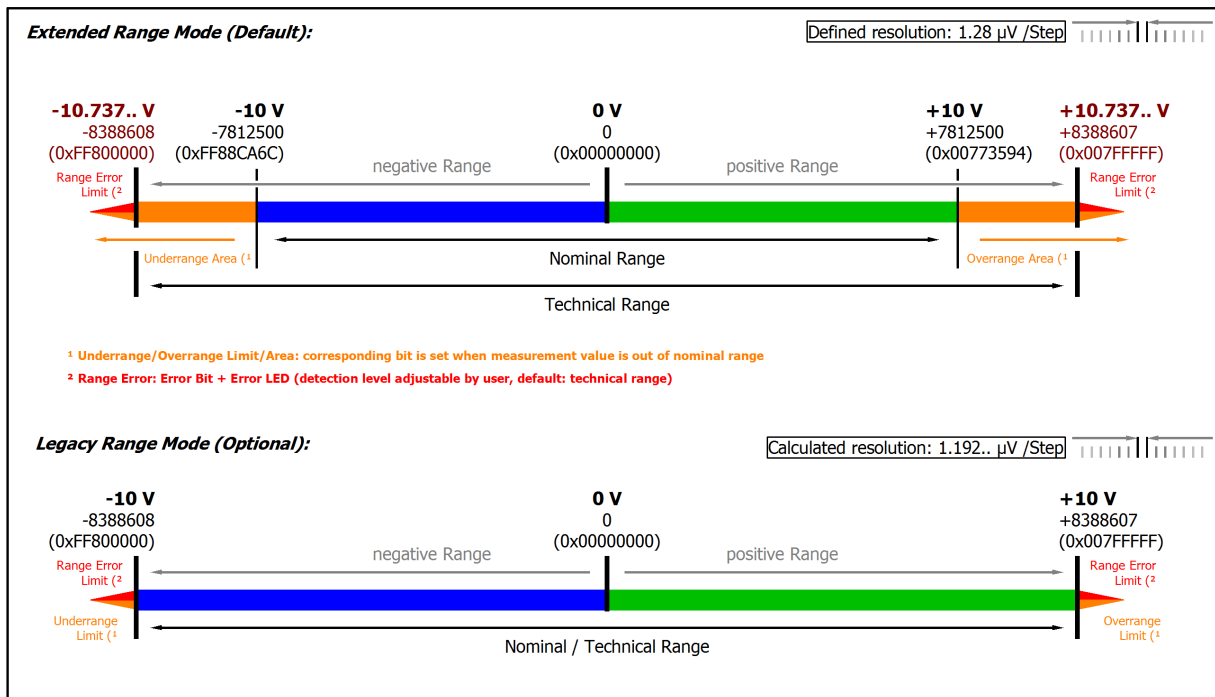 Extended Range Mode (Default):
Defined resolution: 1.28 µV /Step
-10.737.. V
-10 V
0 V
+10 V
+10.737.. V
-8388608
-7812500
0
+7812500
+8388607
(0xFF800000)
(0xFF88CA6C)
(0x00000000)
(0x00773594)
(0x007FFFFF)
negative Range
positive Range
Range Error
Limit (²
Range Error
Limit (²
Underrange Area (¹
Nominal Range
Overrange Area (¹
Technical Range
¹ Underrange/Overrange Limit/Area: corresponding bit is set when measurement value is out of nominal range
² Range Error: Error Bit + Error LED (detection level adjustable by user, default: technical range)
Legacy Range Mode (Optional):
Calculated resolution: 1.192.. µV /Step
-10 V
0 V
+10 V
-8388608
0
+8388607
(0xFF800000)
(0x00000000)
(0x007FFFFF)
negative Range
positive Range
Range Error
Limit (²
Range Error
Limit (²
Underrange
Limit (¹
Overrange
Limit (¹
Nominal / Technical Range